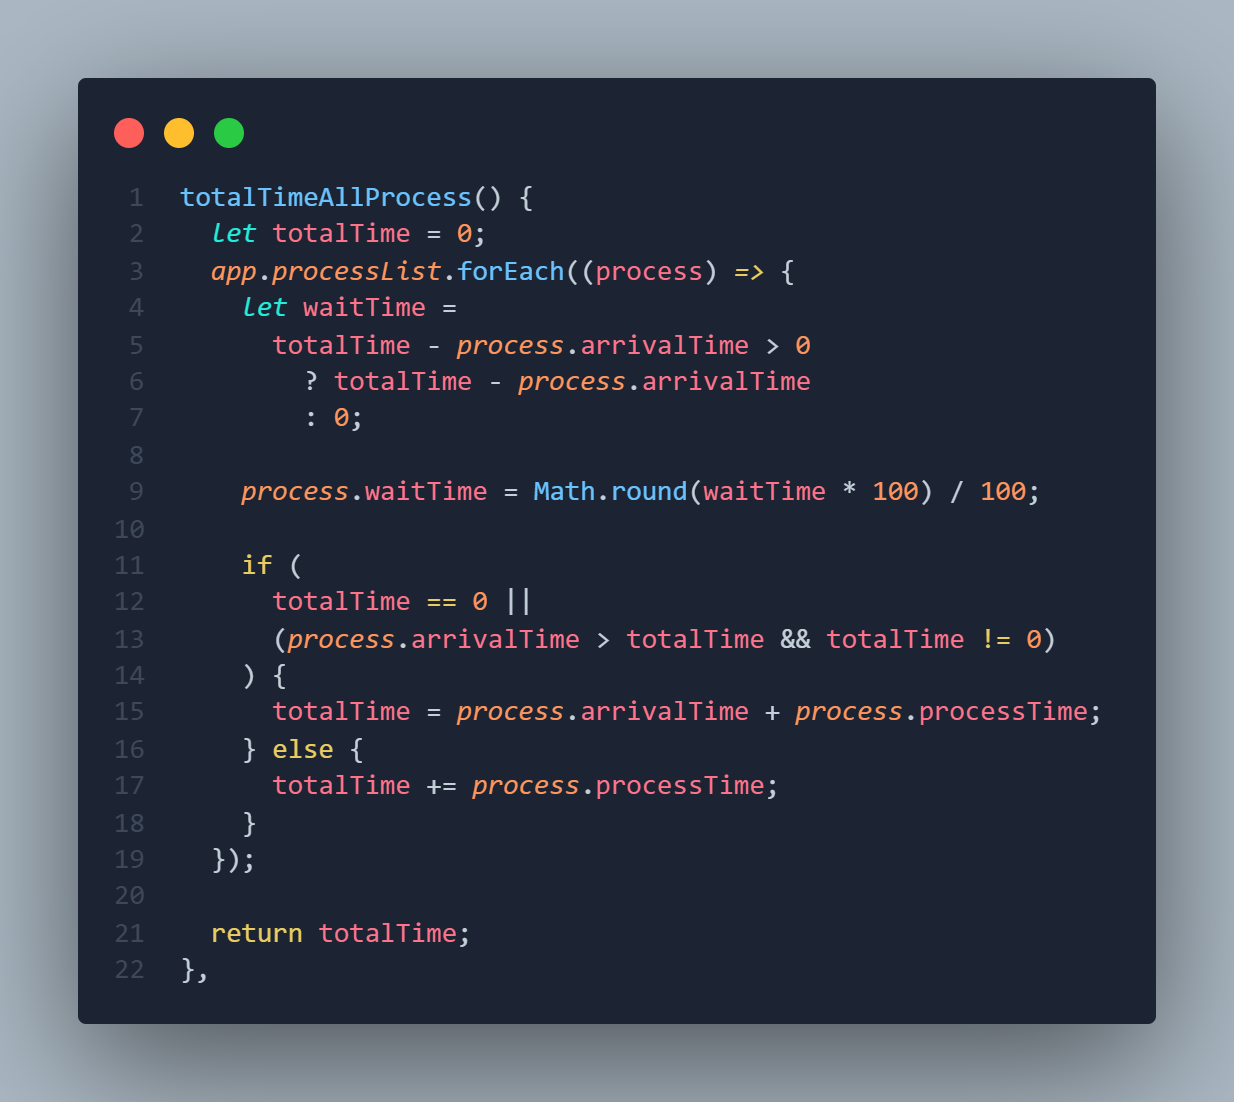 1 totalTimeAllProcess() {
2   let totalTime = 0;
3   app.processList.forEach((process) => {
4     let waitTime =
5       totalTime - process.arrivalTime > 0
6         ? totalTime - process.arrivalTime
7         : 0;
8
9     process.waitTime = Math.round(waitTime * 100) / 100;
10
11     if (
12       totalTime == 0 ||
13       (process.arrivalTime > totalTime && totalTime != 0)
14     ) {
15       totalTime = process.arrivalTime + process.processTime;
16     } else {
17       totalTime += process.processTime;
18     }
19   });
20
21   return totalTime;
22 },